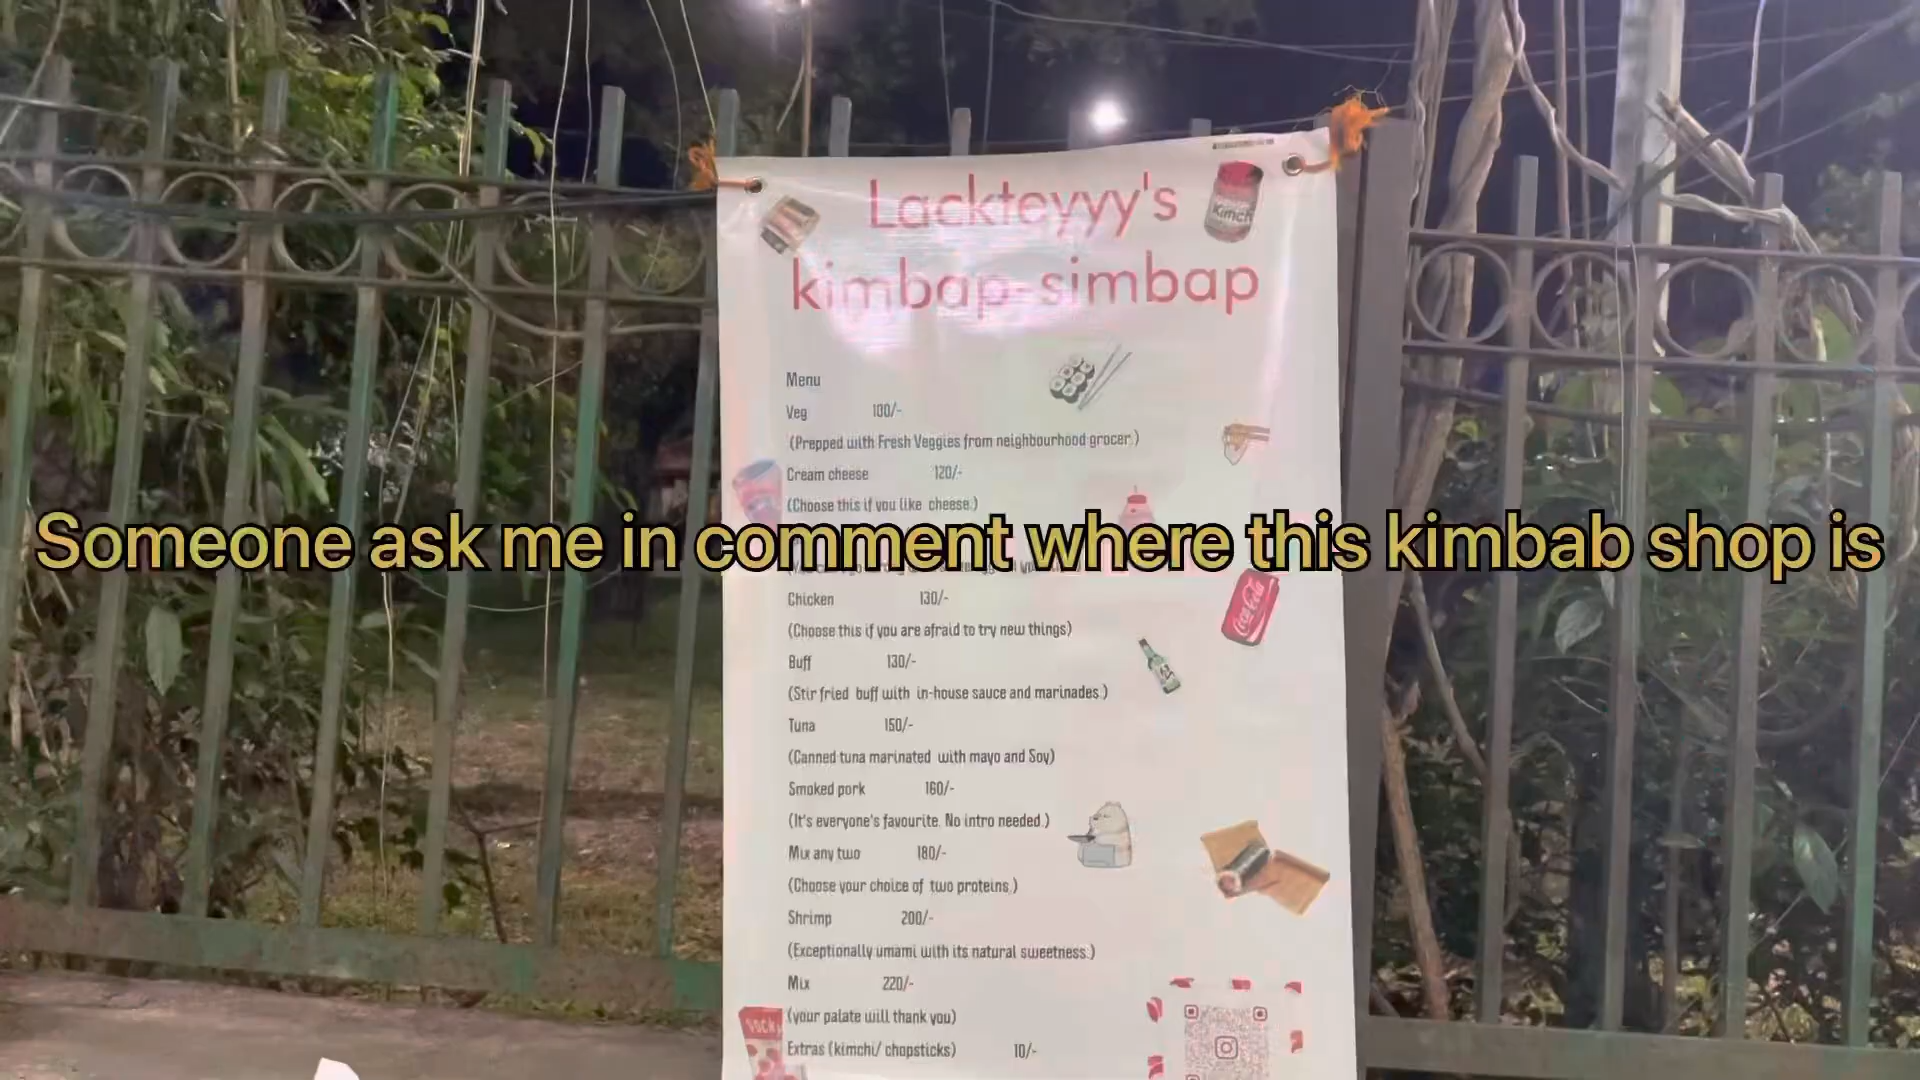 Lackteyyy's
Kimch
kimbap-simbap
Menu
Veg 100/-
(Prepped with Fresh Veggies from neighbourhood grocer.)
Cream cheese 120/-
(Choose this if you like cheese.)
Someone ask me in comment where this kimbab shop is
Chicken 130/-
(Choose this if you are afraid to try new things)
Coca-Cola
Buff 130/-
(Stir fried buff with in-house sauce and marinades.)
Tuna 150/-
(Canned tuna marinated with mayo and Soy)
Smoked pork 160/-
(It's everyone's favourite. No intro needed.)
Mix any two 180/-
(Choose your choice of two proteins.)
Shrimp 200/-
(Exceptionally umami with its natural sweetness.)
Mix 220/-
(your palate will thank you)
Extras (kimchi/ chopsticks) 10/-